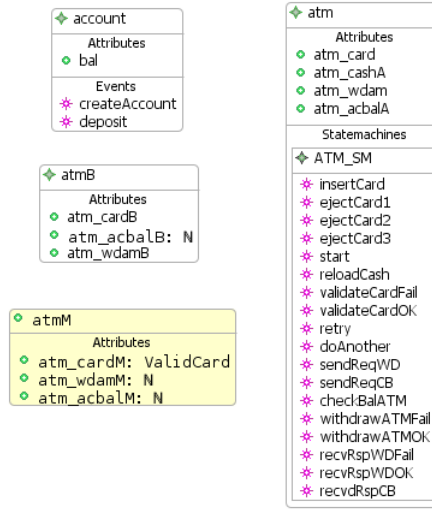 account
Attributes
bal
Events
createAccount
deposit
atmB
Attributes
atm_cardB
atm_acbalB: ℕ
atm_wdamB
atmM
Attributes
atm_cardM: ValidCard
atm_wdamM: ℕ
atm_acbalM: ℕ
atm
Attributes
atm_card
atm_cashA
atm_wdam
atm_acbalA
Statemachines
ATM_SM
insertCard
ejectCard1
ejectCard2
ejectCard3
start
reloadCash
validateCardFail
validateCardOK
retry
doAnother
sendReqWD
sendReqCB
checkBalATM
withdrawATMFail
withdrawATMOK
recvRspWDFail
recvRspWDOK
recvdRspCB